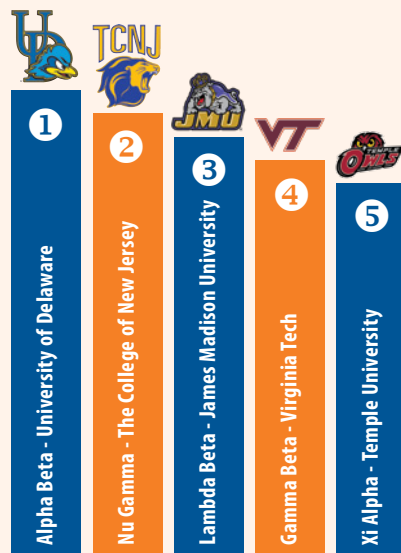 UD
TCNJ
JMU
VT
TEMPLE
OWLS
1
2
3
4
5
Alpha Beta - University of Delaware
Nu Gamma - The College of New Jersey
Lambda Beta - James Madison University
Gamma Beta - Virginia Tech
Xi Alpha - Temple University